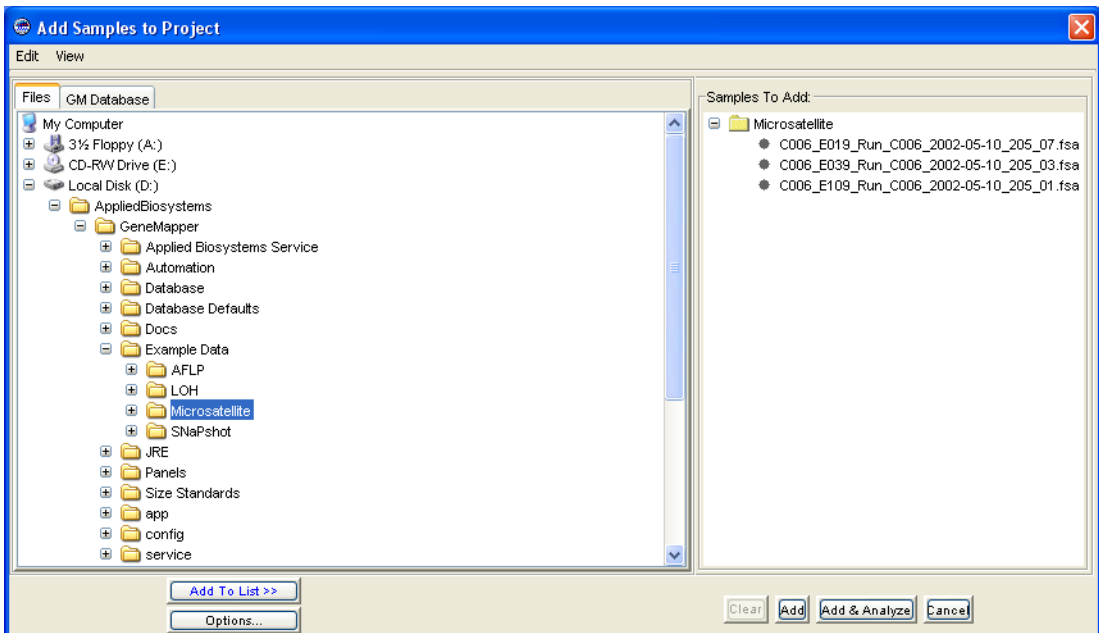 Add Samples to Project
Edit View
Files GM Database
My Computer
3½ Floppy (A:)
CD-RW Drive (E:)
Local Disk (D:)
AppliedBiosystems
GeneMapper
Applied Biosystems Service
Automation
Database
Database Defaults
Docs
Example Data
AFLP
LOH
Microsatellite
SNaPshot
JRE
Panels
Size Standards
app
config
service
Add To List >>
Options...
Samples To Add:
Microsatellite
C006_E019_Run_C006_2002-05-10_205_07.fsa
C006_E039_Run_C006_2002-05-10_205_03.fsa
C006_E109_Run_C006_2002-05-10_205_01.fsa
Clear Add Add & Analyze Cancel